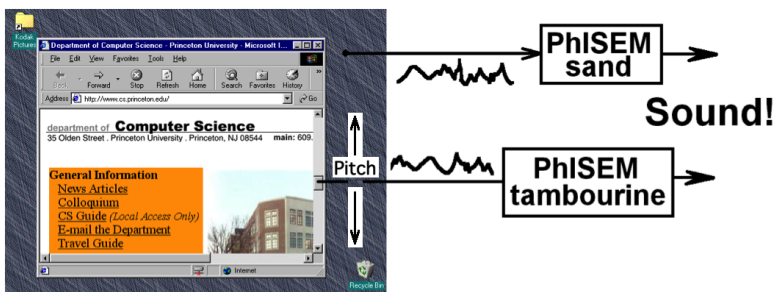 Kodak
Pictures
Department of Computer Science - Princeton University - Microsoft I...
File Edit View Favorites Tools Help
Back Forward Stop Refresh Home Search Favorites History »
Address http://www.cs.princeton.edu/ Go
department of Computer Science
35 Olden Street . Princeton University . Princeton, NJ 08544 main: 609.
General Information
News Articles
Colloquium
CS Guide (Local Access Only)
E-mail the Department
Travel Guide
Internet
Recycle Bin
Pitch
PhISEM
sand
Sound!
PhISEM
tambourine